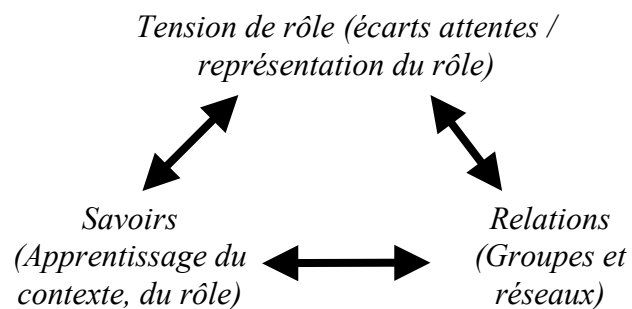 Tension de rôle (écarts attentes /
représentation du rôle)
Savoirs
(Apprentissage du
contexte, du rôle)
Relations
(Groupes et
réseaux)